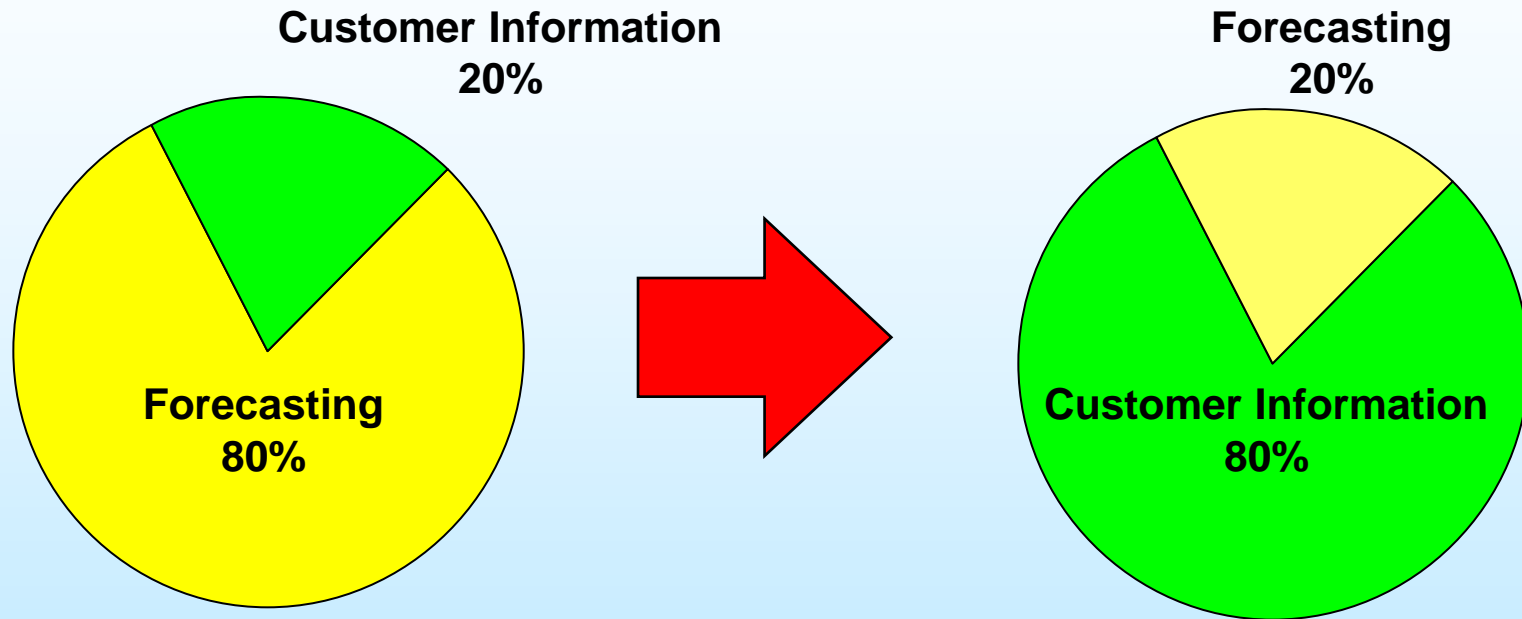 Customer Information
20%
Forecasting
80%
Forecasting
20%
Customer Information
80%